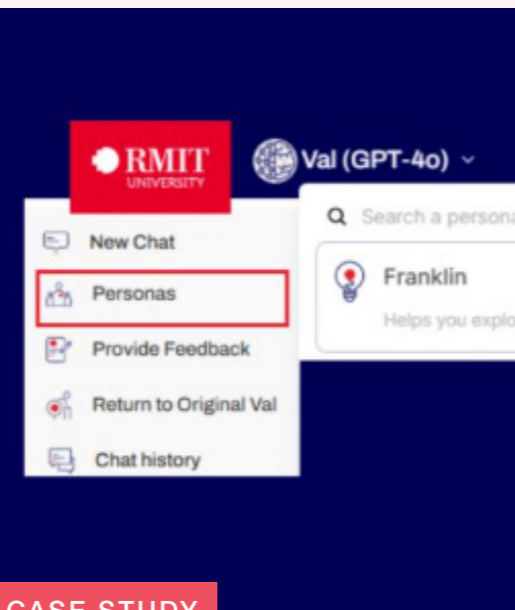 RMIT
UNIVERSITY
Val (GPT-4o)
New Chat
Personas
Provide Feedback
Return to Original Val
Chat history
Search a persona
Franklin
Helps you explo
CASE STUDY